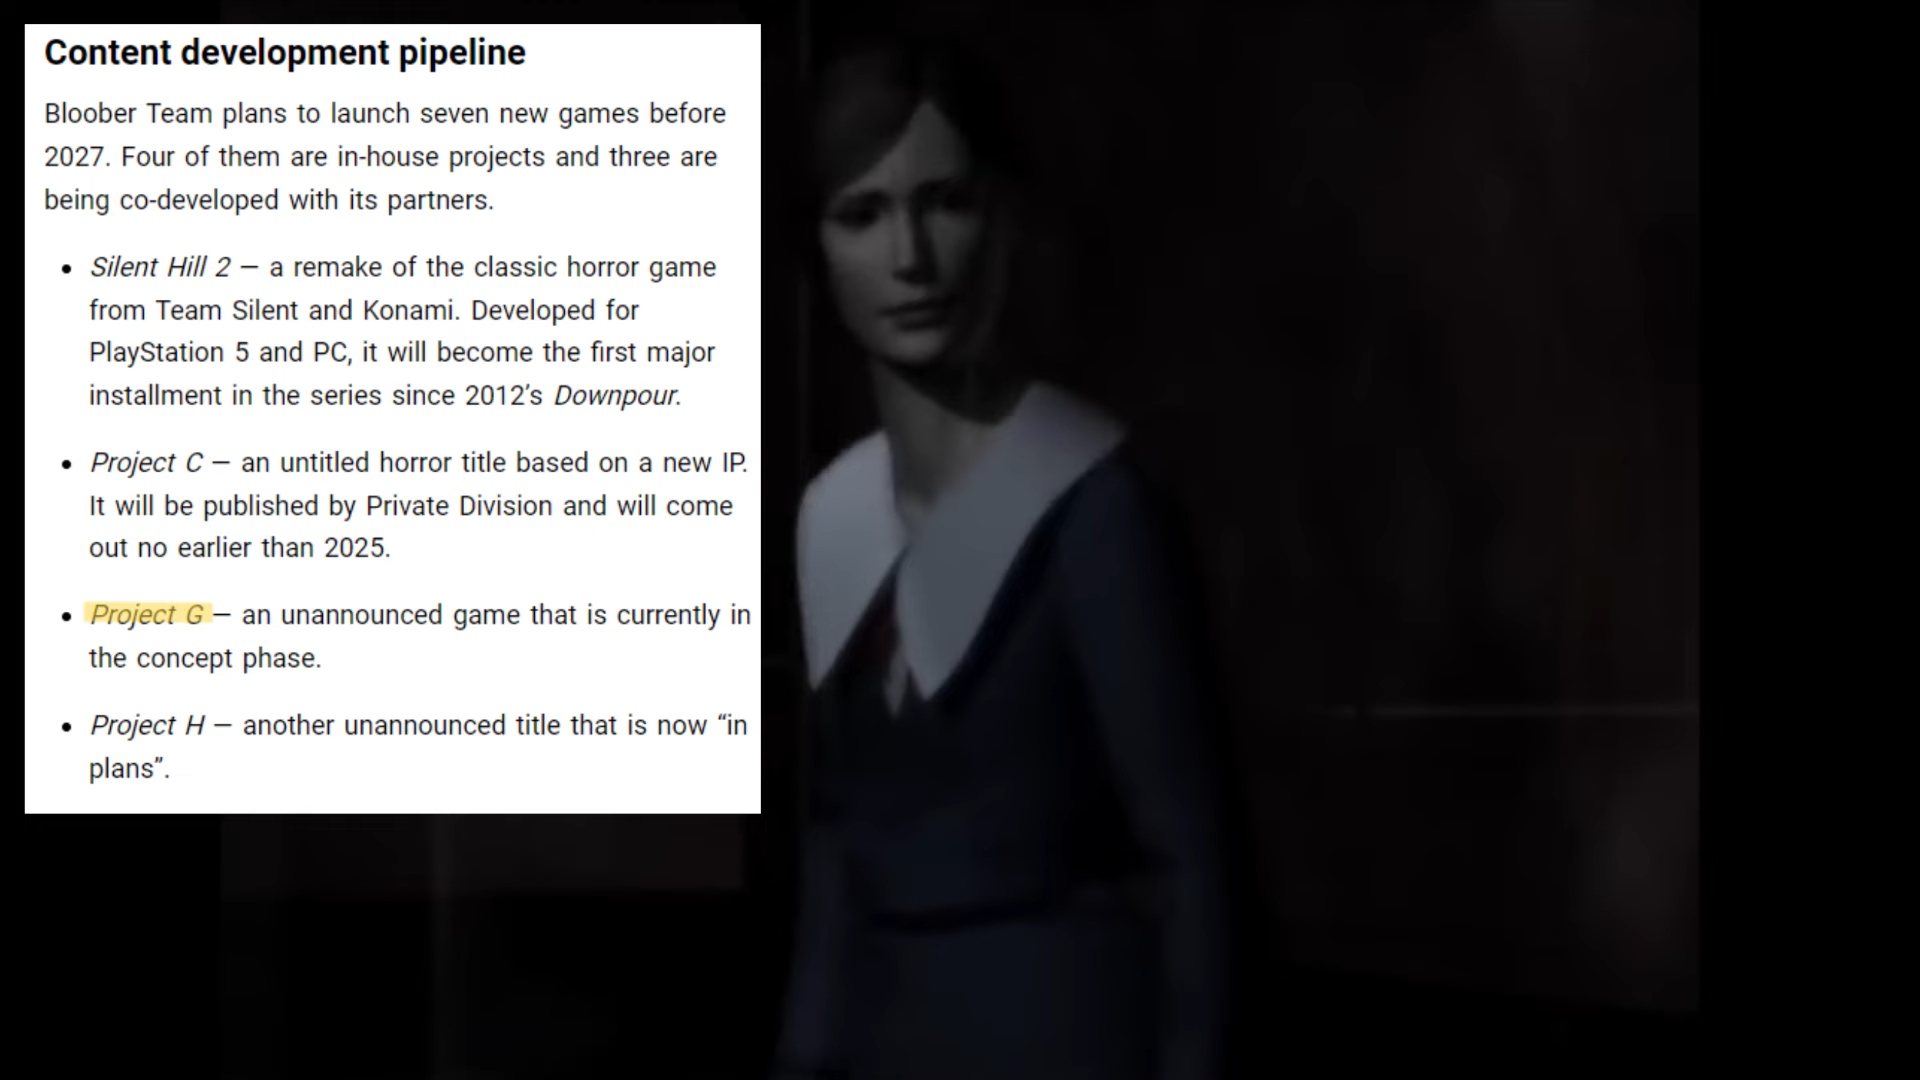 Content development pipeline
Bloober Team plans to launch seven new games before
2027. Four of them are in-house projects and three are
being co-developed with its partners.
• Silent Hill 2 — a remake of the classic horror game
from Team Silent and Konami. Developed for
PlayStation 5 and PC, it will become the first major
installment in the series since 2012’s Downpour.
• Project C — an untitled horror title based on a new IP.
It will be published by Private Division and will come
out no earlier than 2025.
• Project G — an unannounced game that is currently in
the concept phase.
• Project H — another unannounced title that is now “in
plans”.